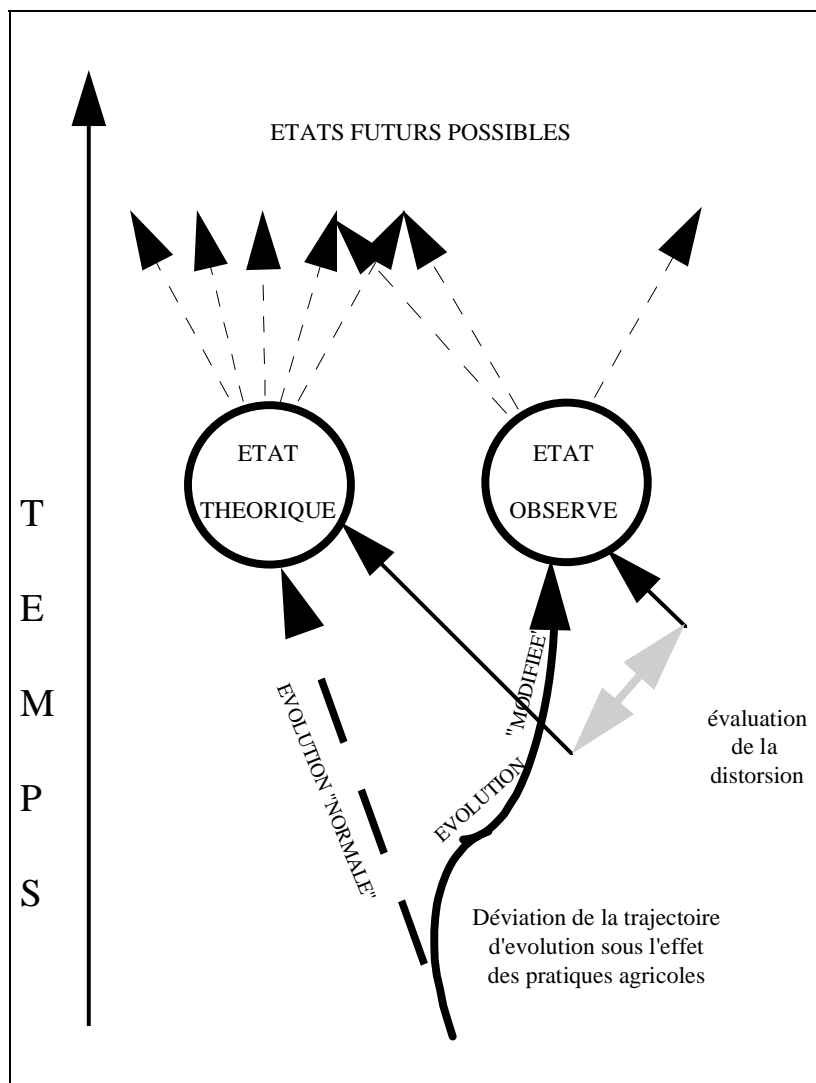 ETATS FUTURS POSSIBLES
ETAT
THEORIQUE
ETAT
OBSERVE
T
E
M
P
S
EVOLUTION "NORMALE"
EVOLUTION "MODIFIEE"
évaluation
de la
distorsion
Déviation de la trajectoire
d'evolution sous l'effet
des pratiques agricoles